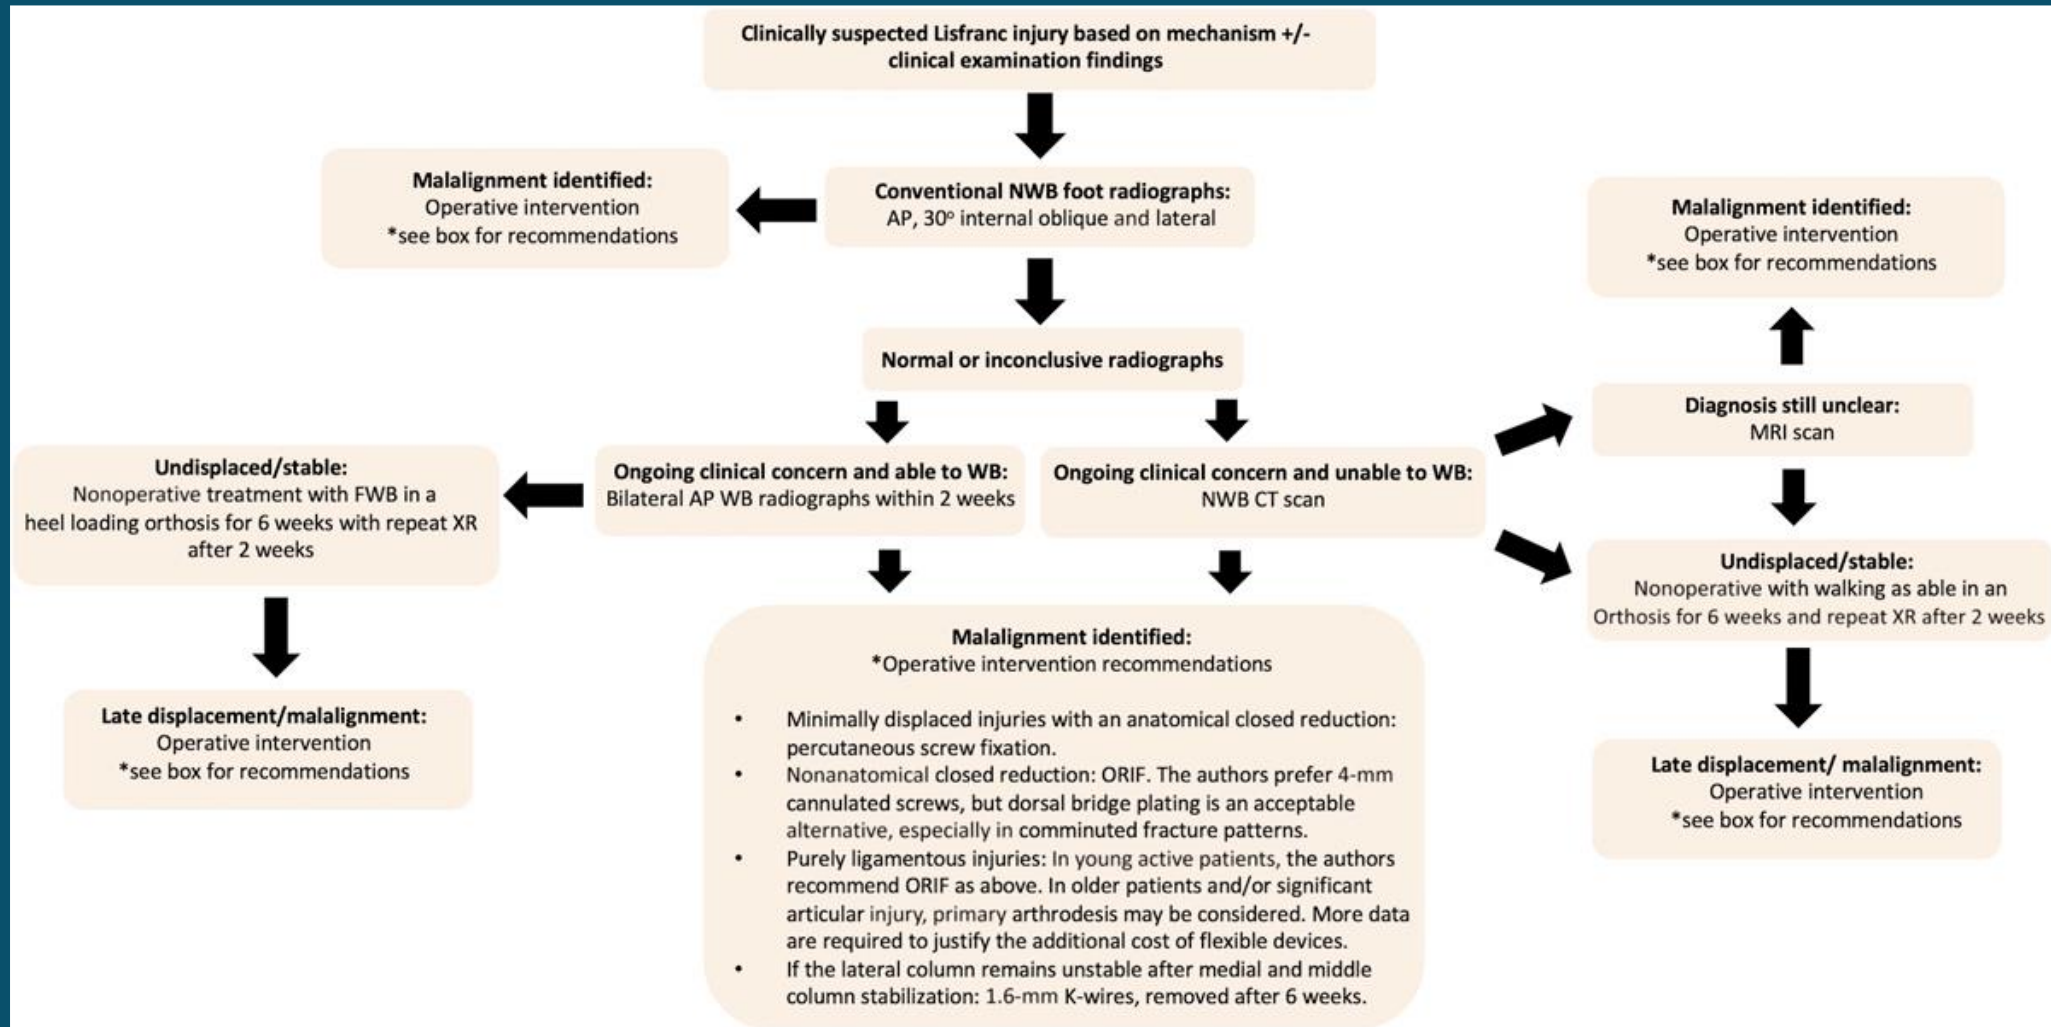 Clinically suspected Lisfranc injury based on mechanism +/-
clinical examination findings
Malalignment identified:
Operative intervention
*see box for recommendations
Conventional NWB foot radiographs:
AP, 30° internal oblique and lateral
Malalignment identified:
Operative intervention
*see box for recommendations
Normal or inconclusive radiographs
Diagnosis still unclear:
MRI scan
Undisplaced/stable:
Nonoperative treatment with FWB in a
heel loading orthosis for 6 weeks with repeat XR
after 2 weeks
Ongoing clinical concern and able to WB:
Bilateral AP WB radiographs within 2 weeks
Ongoing clinical concern and unable to WB:
NWB CT scan
Undisplaced/stable:
Nonoperative with walking as able in an
Orthosis for 6 weeks and repeat XR after 2 weeks
Late displacement/malalignment:
Operative intervention
*see box for recommendations
Malalignment identified:
*Operative intervention recommendations
• Minimally displaced injuries with an anatomical closed reduction:
percutaneous screw fixation.
• Nonanatomical closed reduction: ORIF. The authors prefer 4-mm
cannulated screws, but dorsal bridge plating is an acceptable
alternative, especially in comminuted fracture patterns.
• Purely ligamentous injuries: In young active patients, the authors
recommend ORIF as above. In older patients and/or significant
articular injury, primary arthrodesis may be considered. More data
are required to justify the additional cost of flexible devices.
• If the lateral column remains unstable after medial and middle
column stabilization: 1.6-mm K-wires, removed after 6 weeks.
Late displacement/ malalignment:
Operative intervention
*see box for recommendations